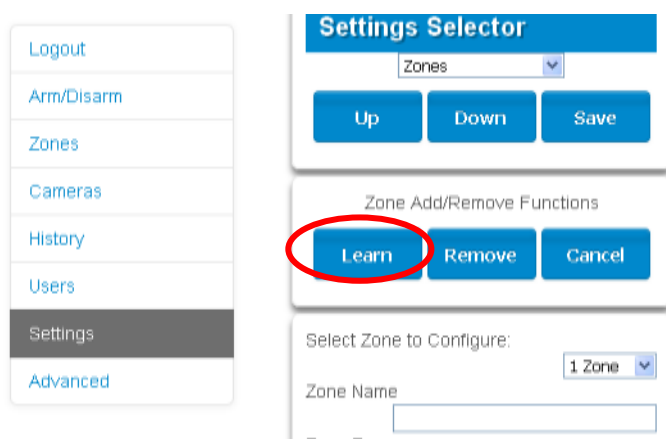 Logout
Arm/Disarm
Zones
Cameras
History
Users
Settings
Advanced
Settings Selector
Zones
Up Down Save
Zone Add/Remove Functions
Learn Remove Cancel
Select Zone to Configure:
1 Zone
Zone Name